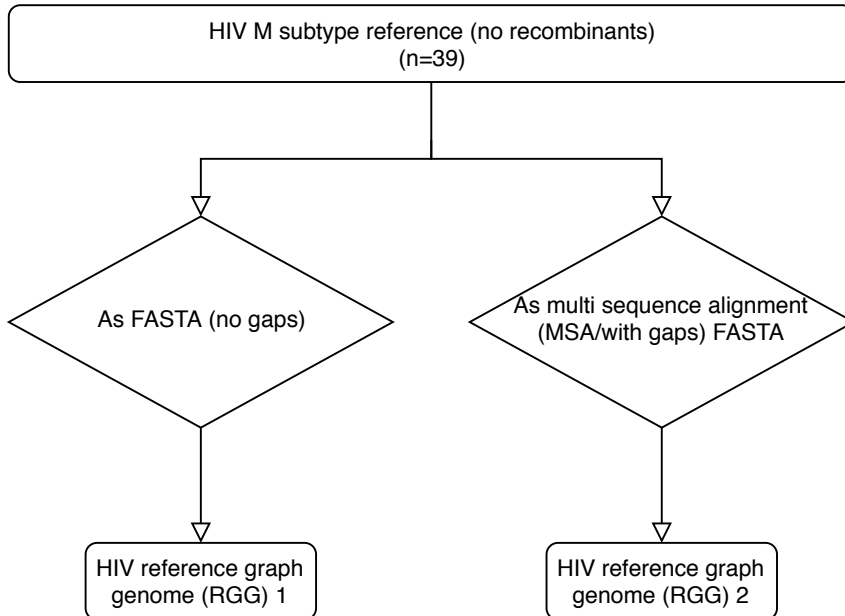 HIV M subtype reference (no recombinants)
(n=39)
As FASTA (no gaps)
As multi sequence alignment
(MSA/with gaps) FASTA
HIV reference graph
genome (RGG) 1
HIV reference graph
genome (RGG) 2